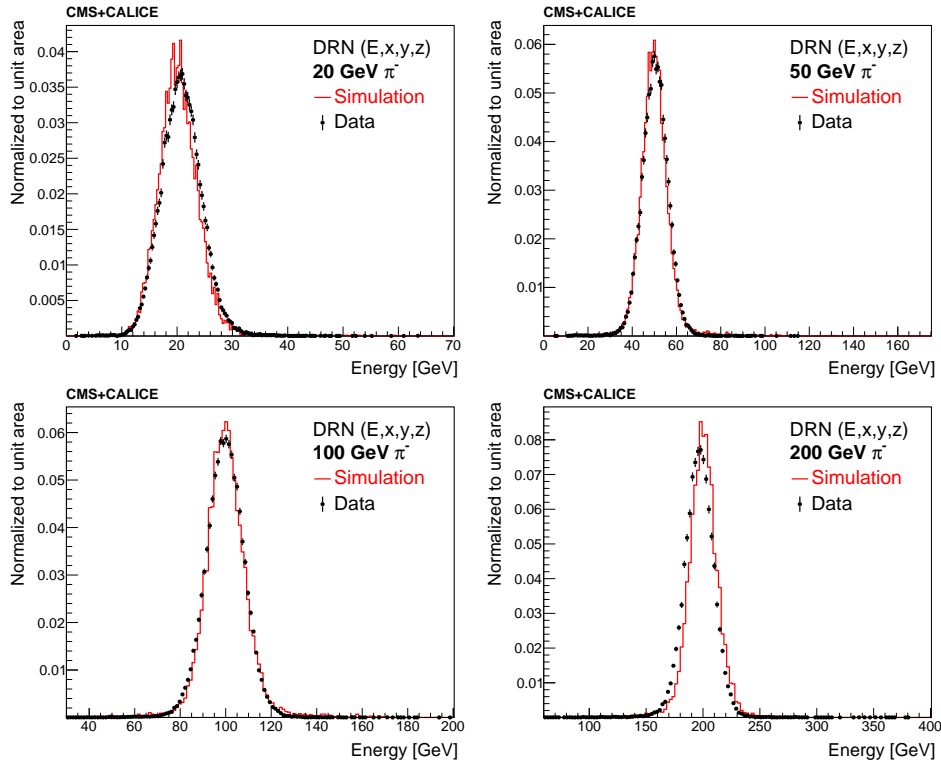 CMS+CALICE
Normalized to unit area
0.04
0.035
0.03
0.025
0.02
0.015
0.01
0.005
DRN (E,x,y,z)
20 GeV π⁻
Simulation
Data
0 10 20 30 40 50 60 70
Energy [GeV]
Normalized to unit area
0.06
0.05
0.04
0.03
0.02
0.01
DRN (E,x,y,z)
50 GeV π⁻
Simulation
Data
0 20 40 60 80 100 120 140 160
Energy [GeV]
CMS+CALICE
Normalized to unit area
0.06
0.05
0.04
0.03
0.02
0.01
DRN (E,x,y,z)
100 GeV π⁻
Simulation
Data
40 60 80 100 120 140 160 180 200
Energy [GeV]
CMS+CALICE
Normalized to unit area
0.08
0.07
0.06
0.05
0.04
0.03
0.02
0.01
DRN (E,x,y,z)
200 GeV π⁻
Simulation
Data
100 150 200 250 300 350 400
Energy [GeV]